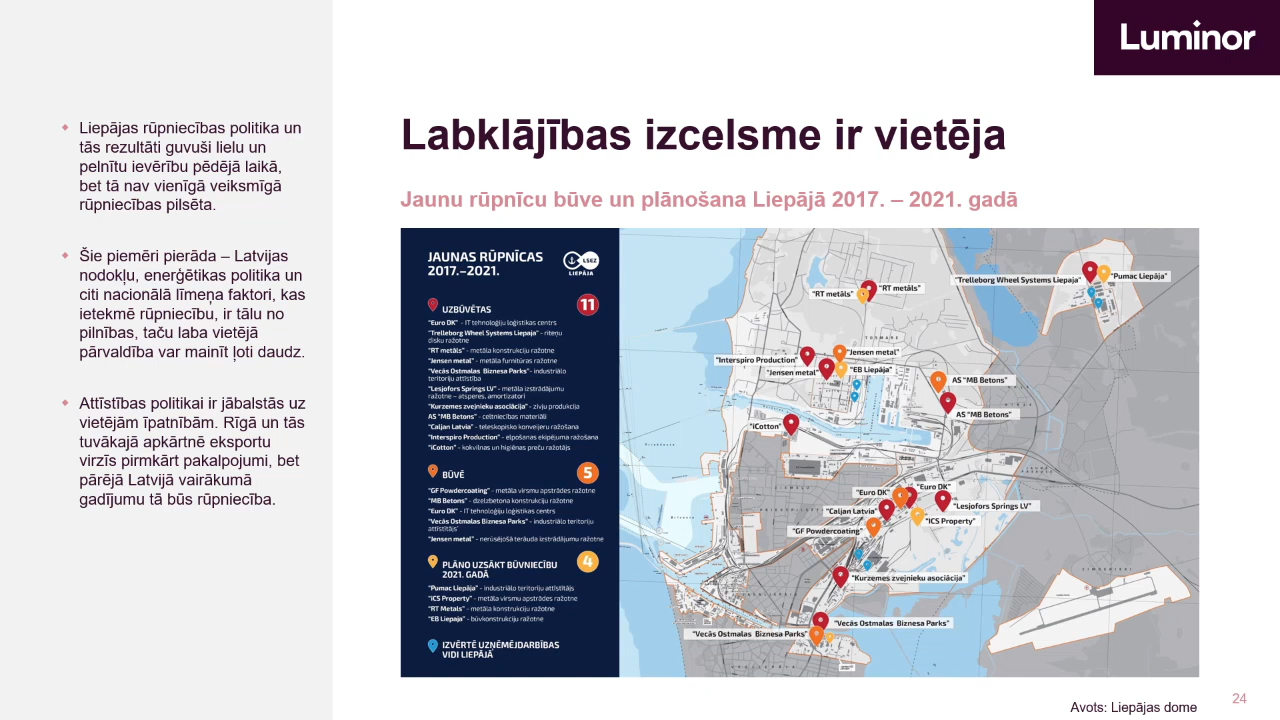 Luminor
Liepājas rūpniecības politika un
tās rezultāti guvuši lielu un
pelnītu ievērību pēdējā laikā,
bet tā nav vienīgā veiksmīgā
rūpniecības pilsēta.
Šie piemēri pierāda – Latvijas
nodokļu, enerģētikas politika un
citi nacionālā līmeņa faktori, kas
ietekmē rūpniecību, ir tālu no
pilnības, taču laba vietējā
pārvaldība var mainīt ļoti daudz.
Attīstības politikai ir jābalstās uz
vietējām īpatnībām. Rīgā un tās
tuvākajā apkārtnē eksportu
virzīs pirmkārt pakalpojumi, bet
pārējā Latvijā vairākumā
gadījumu tā būs rūpniecība.
Labklājības izcelsme ir vietēja
Jaunu rūpnīcu būve un plānošana Liepājā 2017. – 2021. gadā
JAUNAS RŪPNĪCAS
2017.–2021.
LSEZ
LIEPĀJA
UZBŪVĒTAS
11
"Euro DK" - IT tehnoloģiju loģistikas centrs
"Trelleborg Wheel Systems Liepaja" - riteņu
disku ražotne
"RT metāls" - metāla konstrukciju ražotne
"Jensen metal" - metāla furnitūras ražotne
"Vecās Ostmalas Biznesa Parks" - industriālo
teritoriju attīstība
"Lesjofors Springs LV" - metāla izstrādājumu
ražotne – atsperes, amortizatori
"Kurzemes zvejnieku asociācija" - zivju produkcija
AS "MB Betons" - celtniecības materiāli
"Caljan Latvia" - teleskopisko konveijeru ražošana
"Interspiro Production" - elpošanas ekipējuma ražošana
"iCotton" - kokvilnas un higiēnas preču ražotājs
BŪVĒ
5
"GF Powdercoating" - metāla virsmu apstrādes ražotne
"MB Betons" - dzelzbetona konstrukciju ražotne
"Euro DK" - IT tehnoloģiju loģistikas centrs
"Vecās Ostmalas Biznesa Parks" - industriālo teritoriju
attīstītājs
"Jensen metal" - nerūsējošā tērauda izstrādājumu ražotne
PLĀNO UZSĀKT BŪVNIECĪBU
2021. GADĀ
4
"Pumac Liepāja" - industriālo teritoriju attīstītājs
"ICS Property" - metāla virsmu apstrādes ražotne
"RT Metals" - metāla konstrukciju ražotne
"EB Liepaja" - būvkonstrukciju ražotne
IZVĒRTĒ UZŅĒMĒJDARBĪBAS
VIDI LIEPĀJĀ
"Trelleborg Wheel Systems Liepaja"
"Pumac Liepāja"
"RT metāls"
"RT metāls"
"Interspiro Production"
"Jensen metal"
"Jensen metal"
"EB Liepāja"
AS "MB Betons"
AS "MB Betons"
"iCotton"
"Euro DK"
"Euro DK"
"Caljan Latvia"
"Lesjofors Springs LV"
"ICS Property"
"GF Powdercoating"
"Kurzemes zvejnieku asociācija"
"Vecās Ostmalas Biznesa Parks"
"Vecās Ostmalas Biznesa Parks"
Avots: Liepājas dome
24